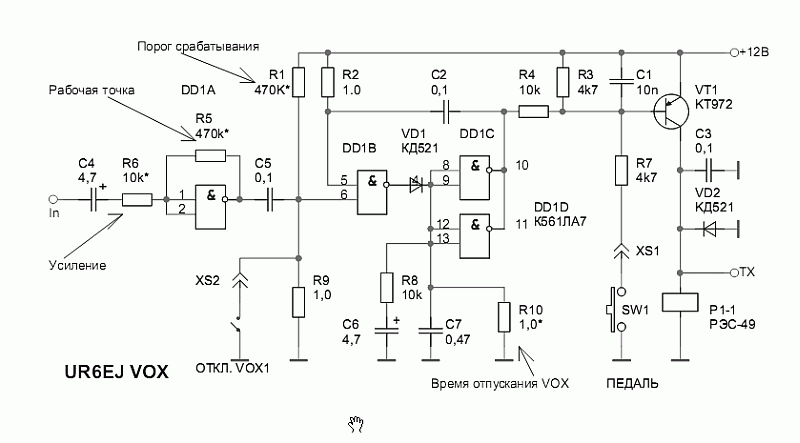 Порог срабатывания
Рабочая точка
DD1A
R5
470k*
C4
4,7
+
R6
10k*
In
1
2
&
C5
0,1
Усиление
R1
470K*
R2
1.0
C2
0,1
R4
10k
R3
4k7
C1
10n
+12В
VT1
КТ972
DD1B
5
6
&
VD1
КД521
DD1C
8
9
&
10
DD1D
К561ЛА7
12
13
&
11
R7
4k7
C3
0,1
VD2
КД521
XS1
SW1
ПЕДАЛЬ
TX
P1-1
РЭС-49
XS2
ОТКЛ. VOX1
R9
1,0
R8
10k
C6
4,7
+
C7
0,47
R10
1,0*
Время отпускания VOX
UR6EJ VOX